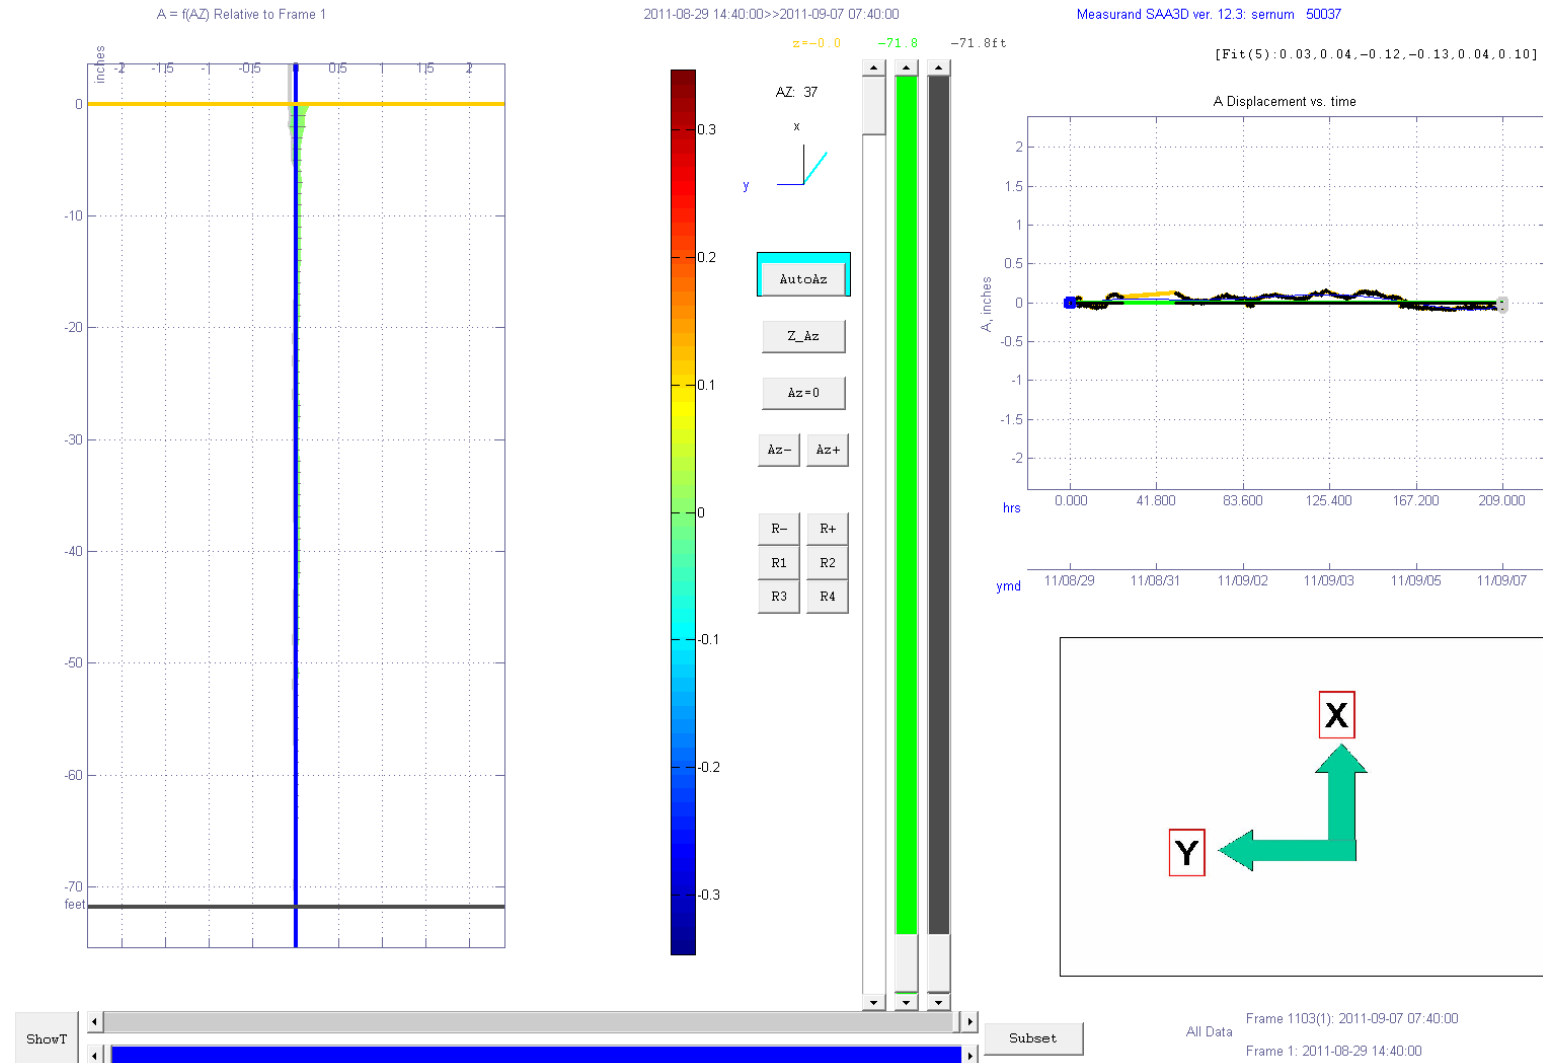 A = f(AZ) Relative to Frame 1
2011-08-29 14:40:00>>2011-09-07 07:40:00
Measurand SAA3D ver. 12.3: sernum 50037
z=-0.0 -71.8 -71.8ft
[Fit(5):0.03,0.04,-0.12,-0.13,0.04,0.10]
inches
-2 -1.5 -1 -0.5 0 0.5 1 1.5 2
0
-10
-20
-30
-40
-50
-60
-70
feet
0.3
0.2
0.1
0
-0.1
-0.2
-0.3
AZ: 37
x
y
AutoAz
Z_Az
Az=0
Az- Az+
R- R+
R1 R2
R3 R4
A Displacement vs. time
A, inches
2
1.5
1
0.5
0
-0.5
-1
-1.5
-2
hrs
0.000 41.800 83.600 125.400 167.200 209.000
ymd
11/08/29 11/08/31 11/09/02 11/09/03 11/09/05 11/09/07
X
Y
ShowT
Subset
All Data
Frame 1103(1): 2011-09-07 07:40:00
Frame 1: 2011-08-29 14:40:00